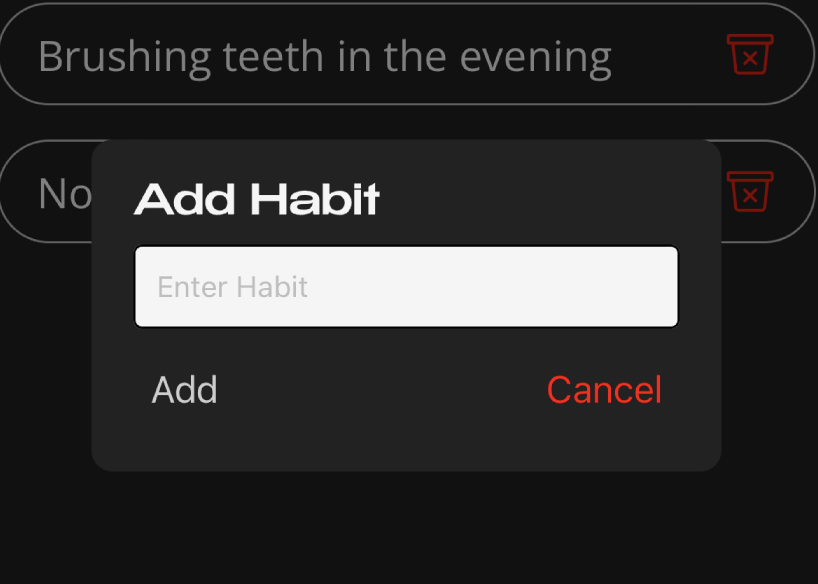 Brushing teeth in the evening
No
Add Habit
Enter Habit
Add
Cancel